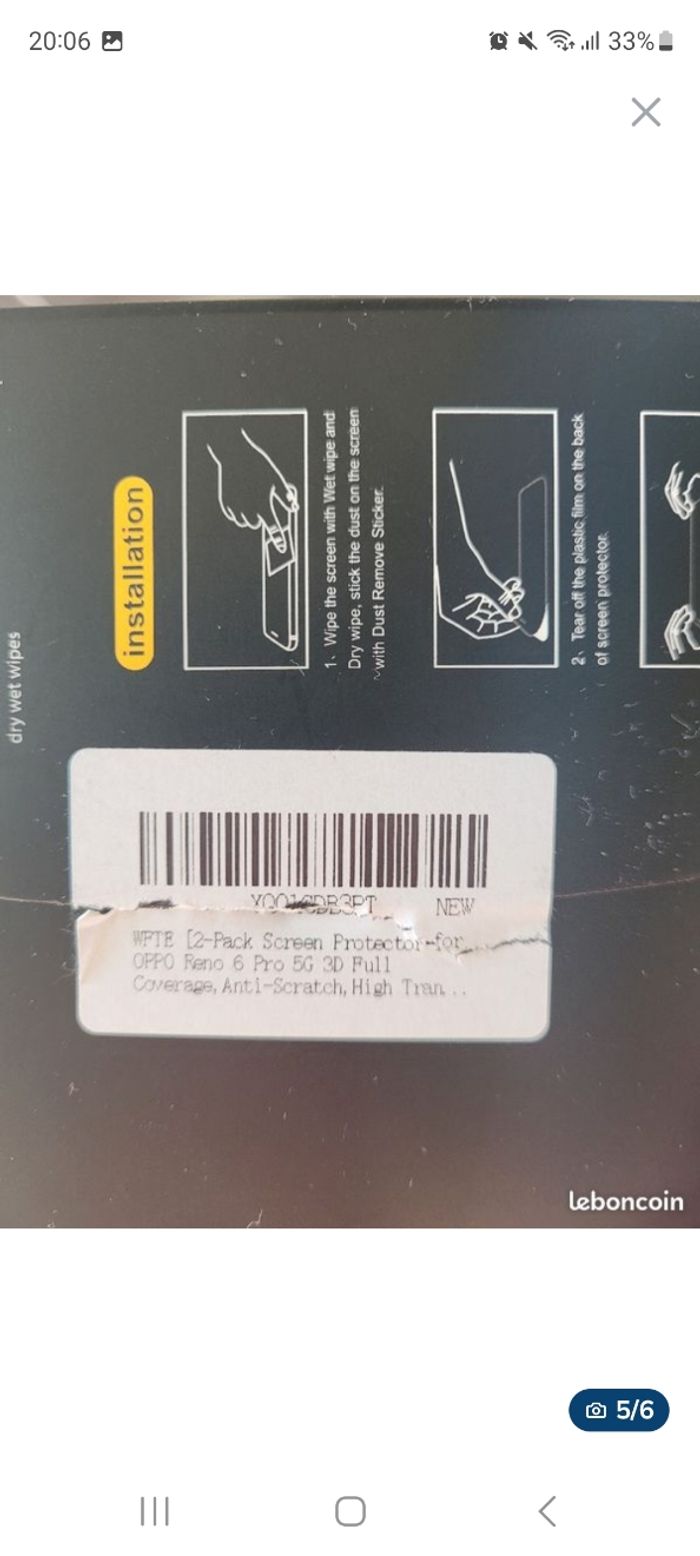 20:06
33%
dry wet wipes
installation
1、Wipe the screen with Wet wipe and
Dry wipe, stick the dust on the screen
with Dust Remove Sticker.
2、Tear off the plastic film on the back
of screen protector.
NEW
[2-Pack Screen Protector for
OPPO Reno 6 Pro 5G 3D Full
Coverage, Anti-Scratch, High Tran...
leboncoin
5/6